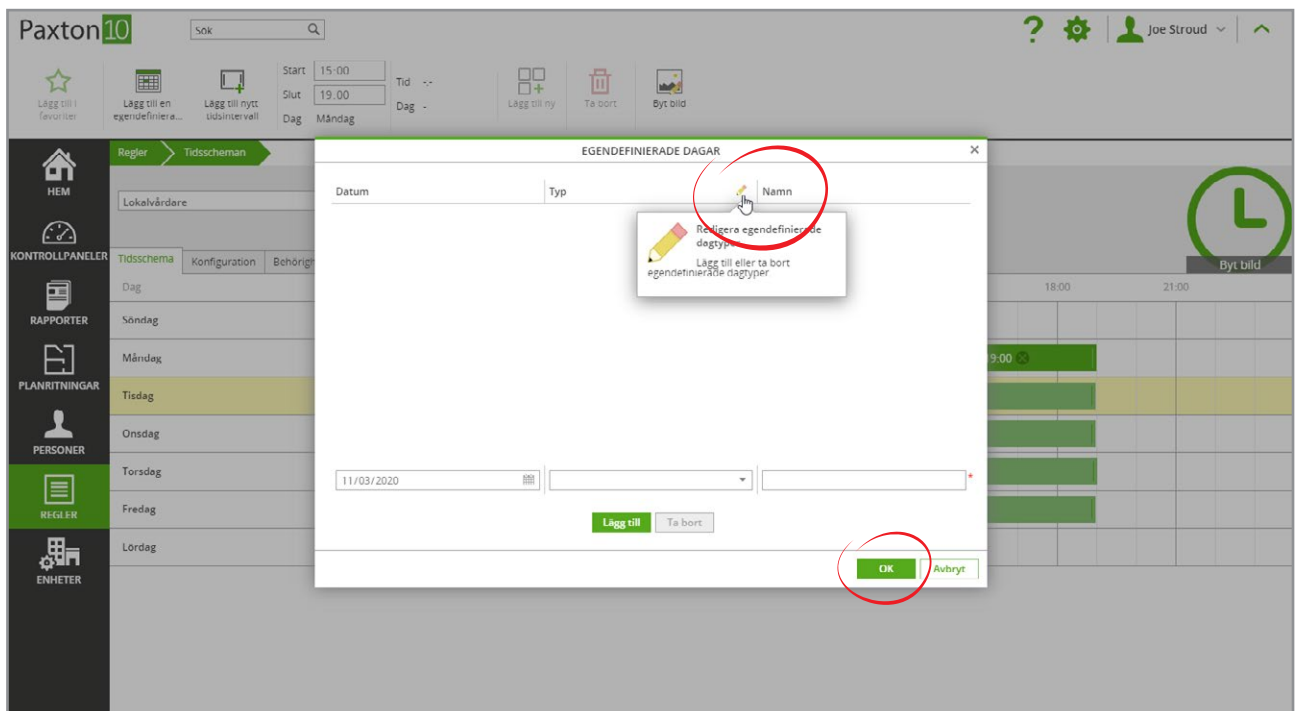 Paxton10
Sök
Joe Stroud
Lägg till i
favoriter
Lägg till en
egendefiniera...
Lägg till nytt
tidsintervall
Start 15:00
Slut 19:00
Dag Måndag
Tid -:-
Dag -
Lägg till ny
Ta bort
Byt bild
HEM
KONTROLLPANELER
RAPPORTER
PLANRITNINGAR
PERSONER
REGLER
ENHETER
Regler Tidsscheman
Lokalvårdare
Byt bild
Tidsschema Konfiguration Behörigh
Dag 18:00 21:00
Söndag
Måndag 19:00
Tisdag
Onsdag
Torsdag
Fredag
Lördag
EGENDEFINIERADE DAGAR
Datum Typ Namn
Redigera egendefinierade
dagtyper
Lägg till eller ta bort
egendefinierade dagtyper
11/03/2020 *
Lägg till Ta bort
OK Avbryt